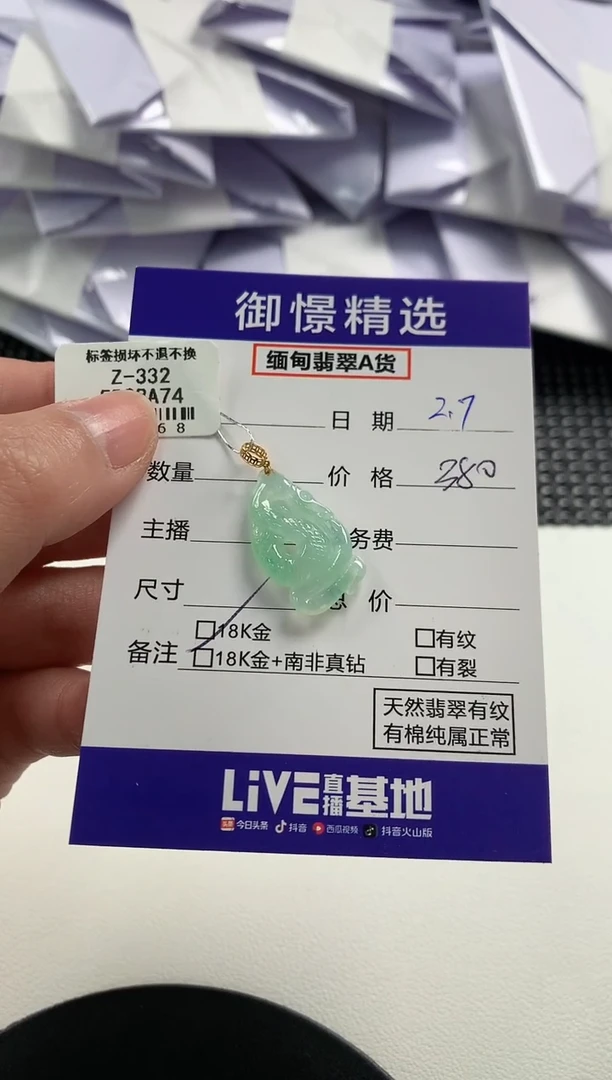 御憬精选
缅甸翡翠A货
标签损坏不退不换
Z-332
A74
68
日期 2.7
数量 价格 380
主播 务费
尺寸 价
备注 18K金 有纹
18K金+南非真钻 有裂
天然翡翠有纹
有棉纯属正常
LiVE直播基地
今日头条 抖音 西瓜视频 抖音火山版